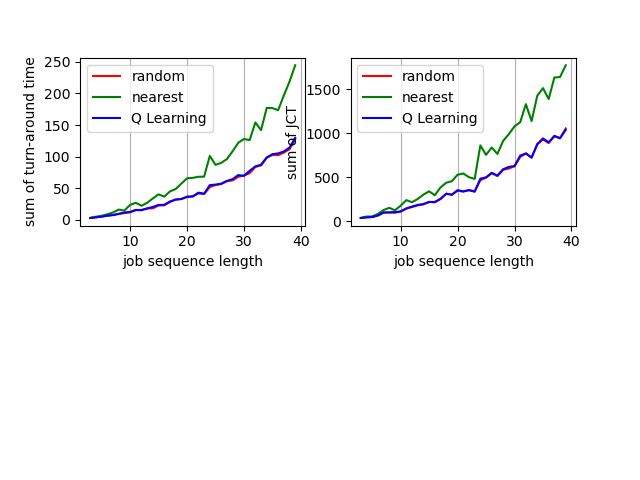 sum of turn-around time
250
200
150
100
50
0
random
nearest
Q Learning
10
20
30
40
job sequence length
sum of JCT
1500
1000
500
0
random
nearest
Q Learning
10
20
30
40
job sequence length